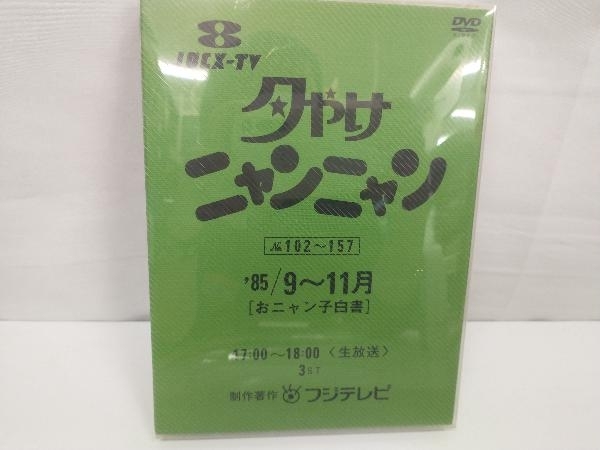 8
JOCX-TV
DVD
夕やけ
ニャンニャン
№102~157
'85/9~11月
[おニャン子白書]
17:00~18:00〈生放送〉
3ST
制作著作 フジテレビ